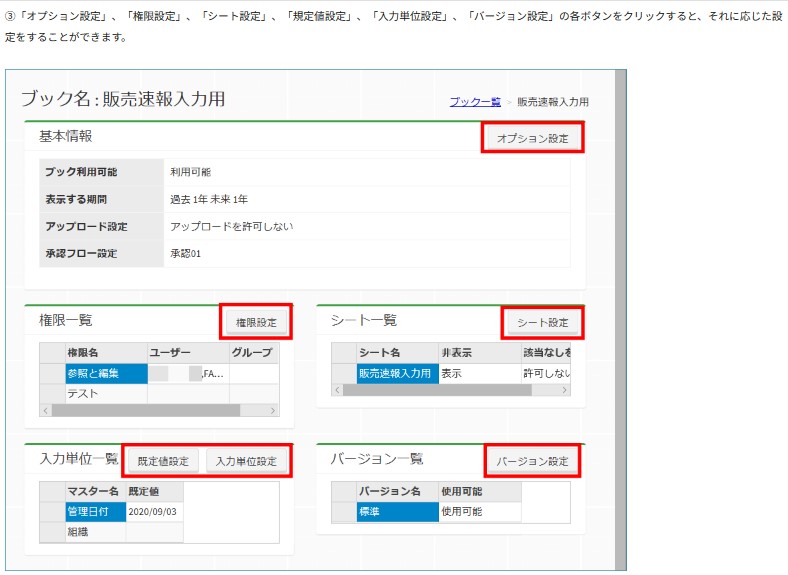 ③「オプション設定」、「権限設定」、「シート設定」、「規定値設定」、「入力単位設定」、「バージョン設定」の各ボタンをクリックすると、それに応じた設
定をすることができます。
ブック名 : 販売速報入力用
ブック一覧 > 販売速報入力用
基本情報
オプション設定
ブック利用可能 利用可能
表示する期間 過去 1年 未来 1年
アップロード設定 アップロードを許可しない
承認フロー設定 承認01
権限一覧
権限設定
権限名 ユーザー グループ
参照と編集 ,FA...
テスト
シート一覧
シート設定
シート名 非表示 該当なしを
販売速報入力用 表示 許可しない
入力単位一覧
既定値設定 入力単位設定
マスター名 既定値
管理日付 2020/09/03
組織
バージョン一覧
バージョン設定
バージョン名 使用可能
標準 使用可能